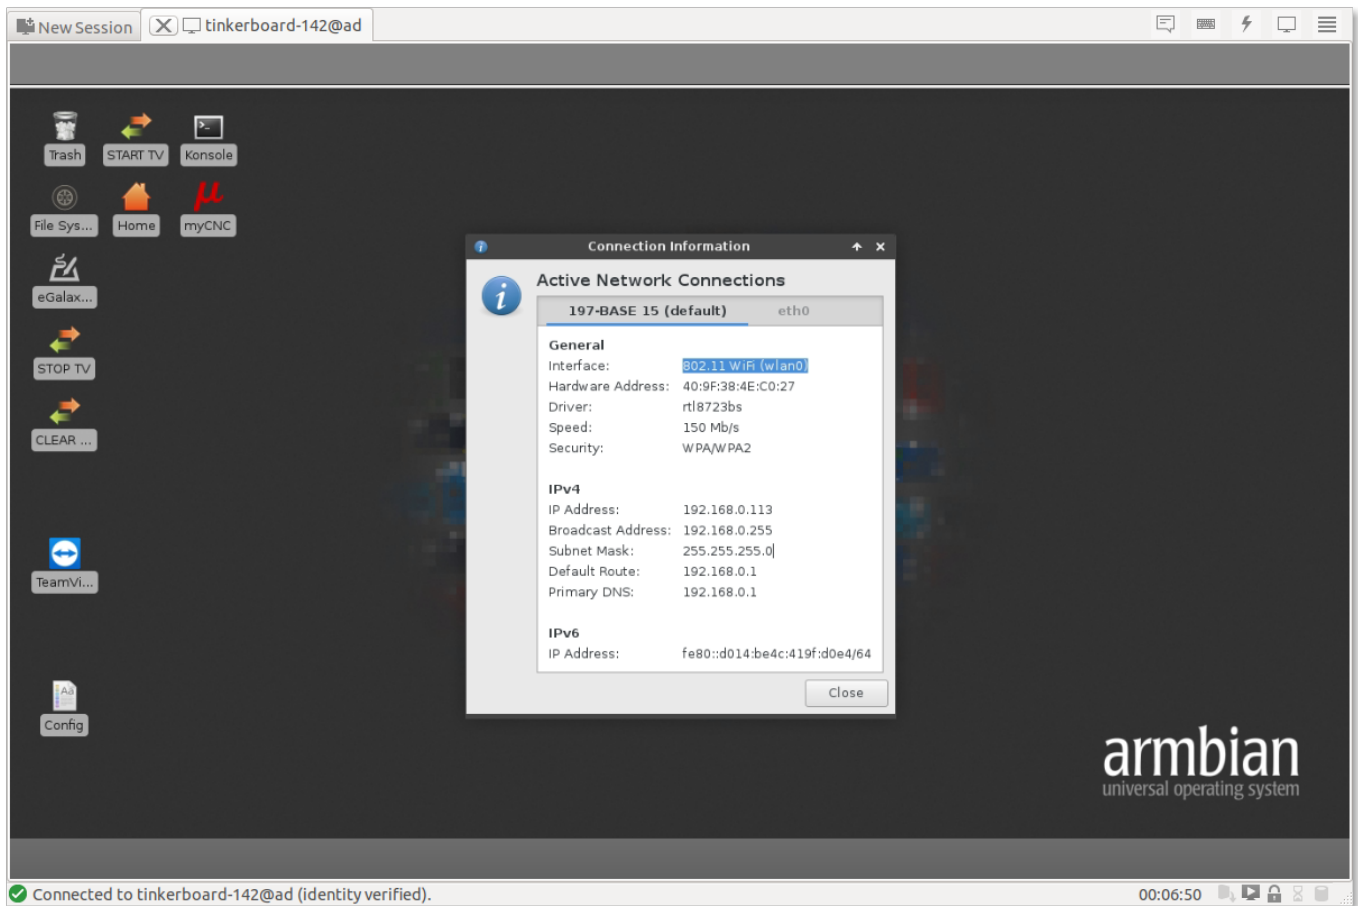 New Session
tinkerboard-142@ad
Trash
START TV
Konsole
File Sys...
Home
myCNC
eGalax...
STOP TV
CLEAR ...
TeamVi...
Config
Connection Information
Active Network Connections
197-BASE 15 (default) eth0
General
Interface: 802.11 WiFi (wlan0)
Hardware Address: 40:9F:38:4E:C0:27
Driver: rtl8723bs
Speed: 150 Mb/s
Security: WPA/WPA2
IPv4
IP Address: 192.168.0.113
Broadcast Address: 192.168.0.255
Subnet Mask: 255.255.255.0
Default Route: 192.168.0.1
Primary DNS: 192.168.0.1
IPv6
IP Address: fe80::d014:be4c:419f:d0e4/64
Close
armbian
universal operating system
Connected to tinkerboard-142@ad (identity verified).
00:06:50